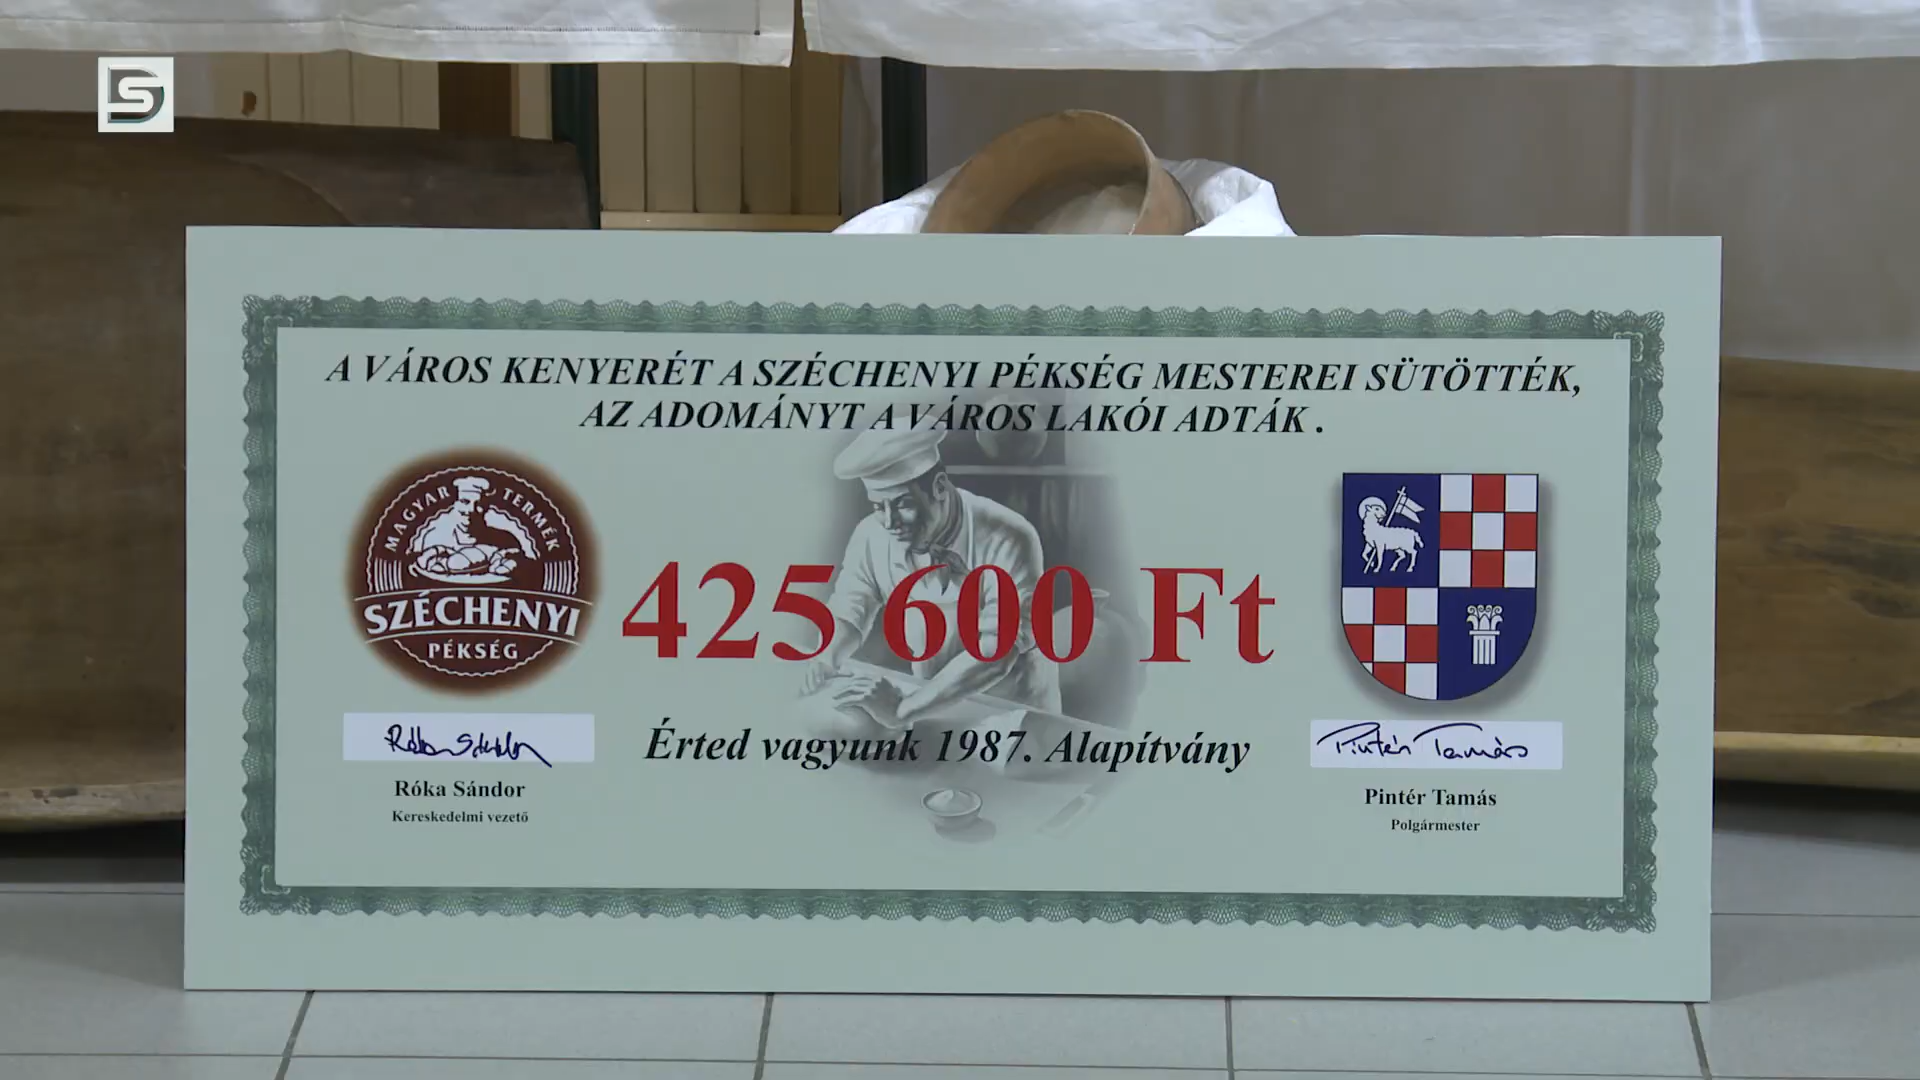 A VÁROS KENYERÉT A SZÉCHENYI PÉKSÉG MESTEREI SÜTÖTTÉK,
AZ ADOMÁNYT A VÁROS LAKÓI ADTÁK .
MAGYAR TERMÉK
SZÉCHENYI
PÉKSÉG
425 600 Ft
Érted vagyunk 1987. Alapítvány
Róka Sándor
Kereskedelmi vezető
Pintér Tamás
Pintér Tamás
Polgármester